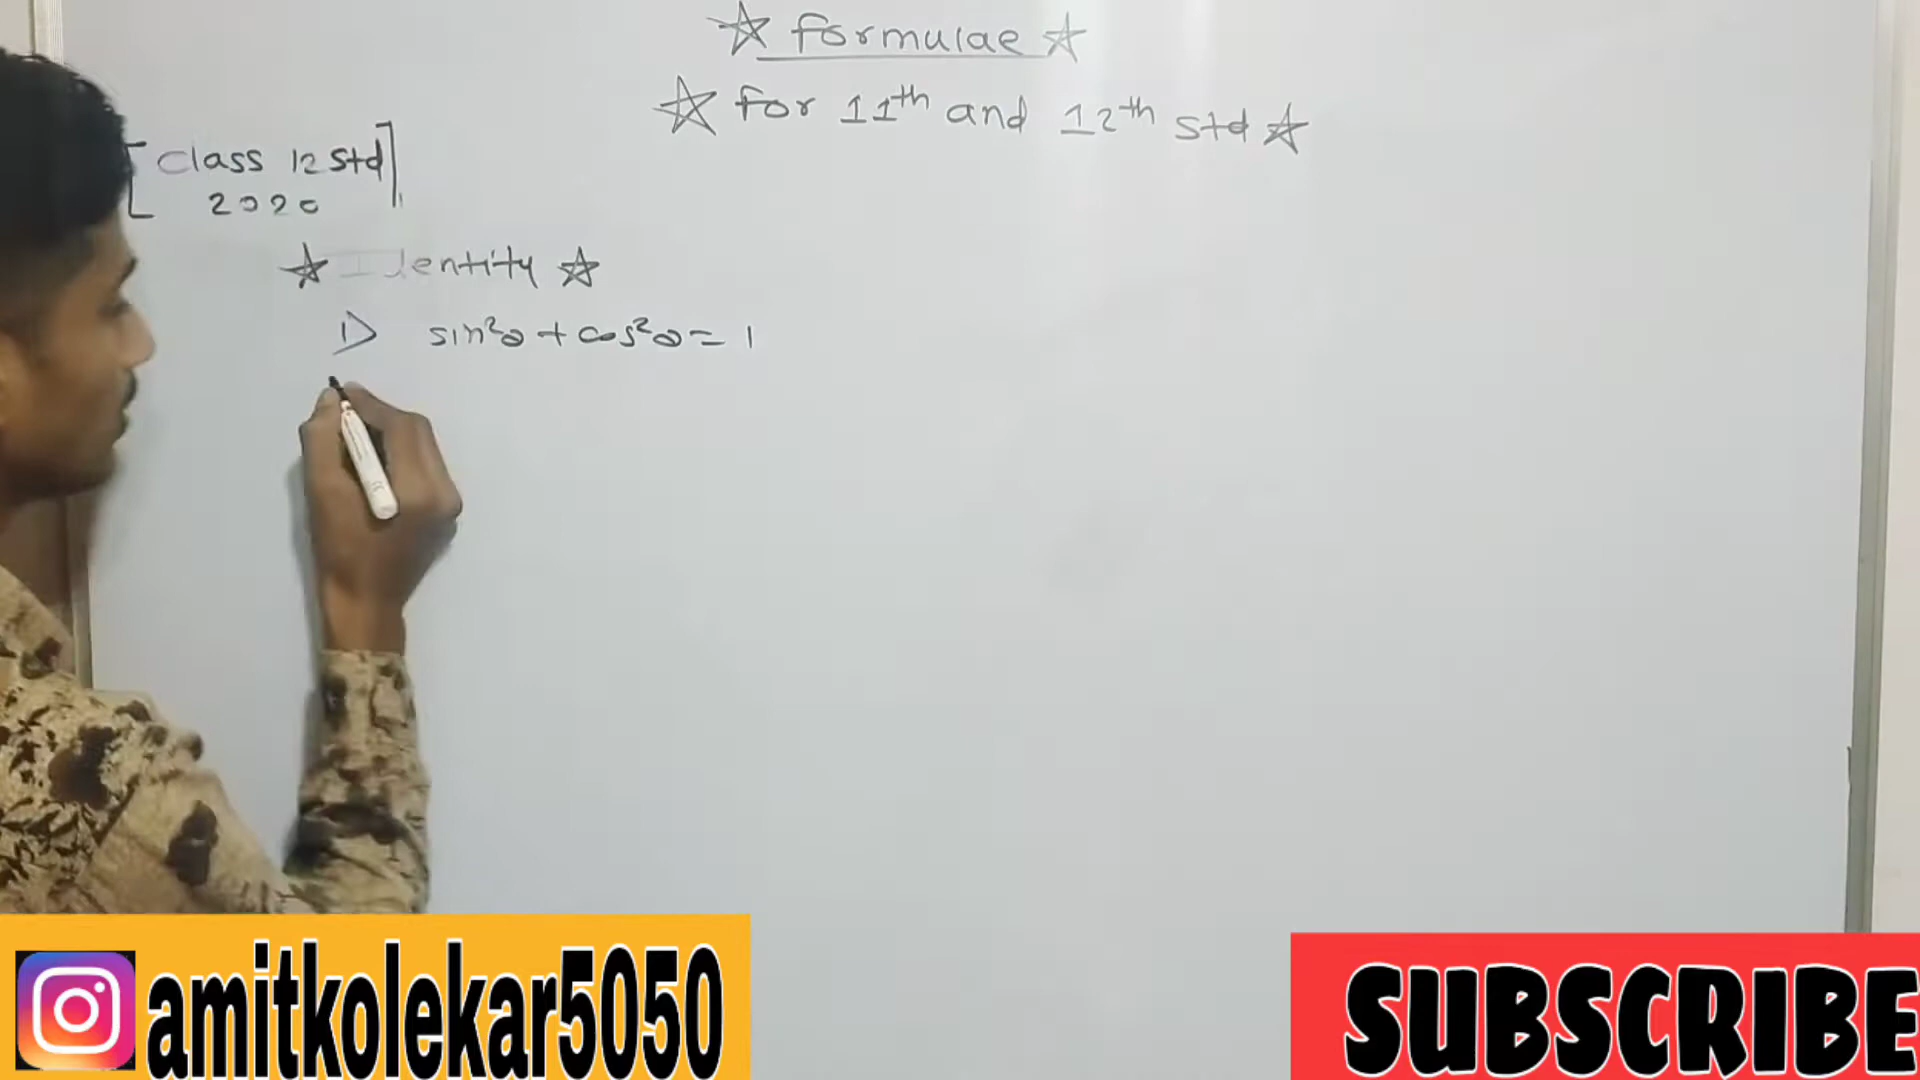 ☆ Formulae ☆
☆ for 11th and 12th std ☆
[class 12 std]
2020
☆ Identity ☆
1) sin²θ + cos²θ = 1
amitkolekar5050
SUBSCRIBE